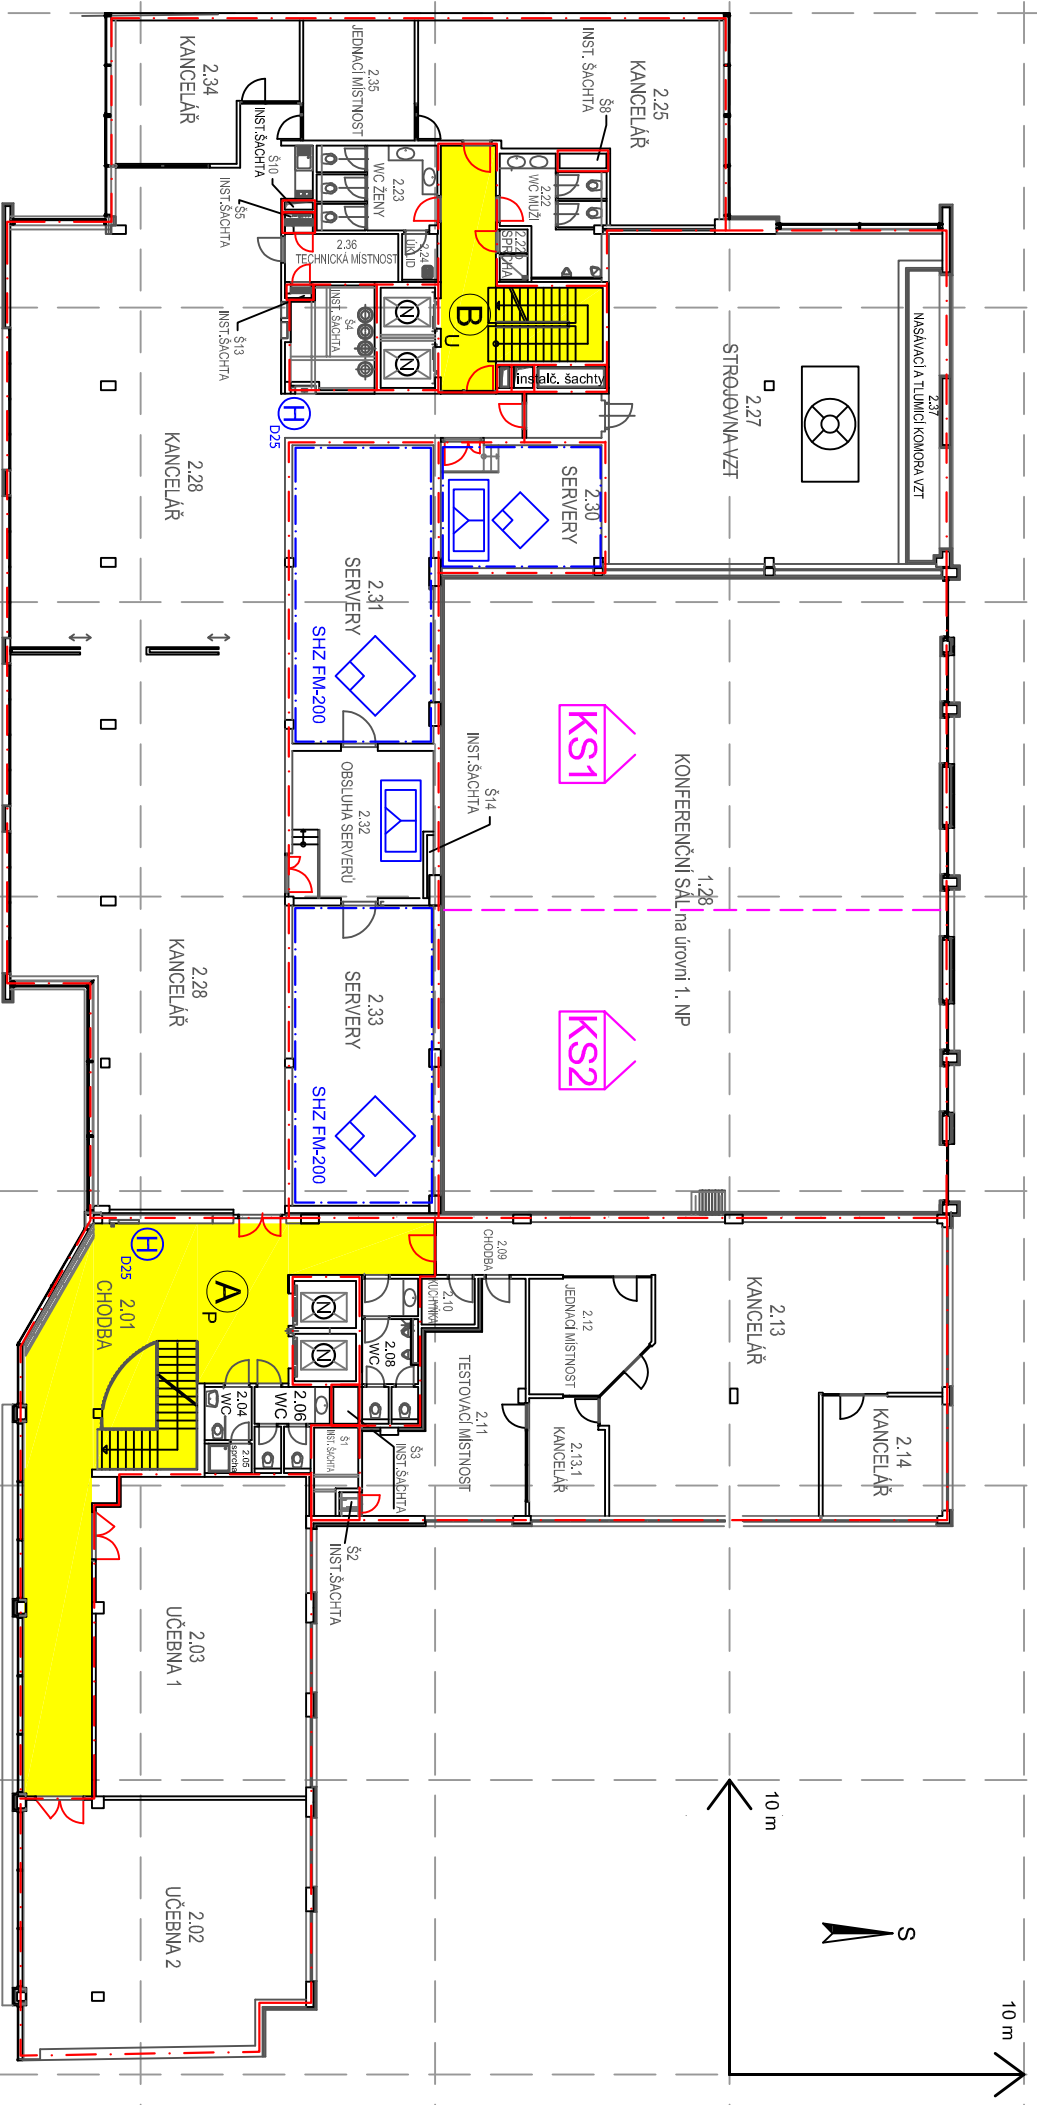 2.34
KANCELÁŘ
2.35
JEDNACÍ MÍSTNOST
INST. ŠACHTA
Š8
2.25
KANCELÁŘ
INST.ŠACHTA
Š10
Š5
INST.ŠACHTA
2.23
WC ŽENY
2.22
WC MUŽI
SPRCHA
2.24
ÚKLID
2.36
TECHNICKÁ MÍSTNOST
Š13
INST.ŠACHTA
Š4
INST. ŠACHTA
N
N
B
U
instalč. šachty
2.27
STROJOVNA VZT
2.37
NASÁVACÍ A TLUMICÍ KOMORA VZT
H
D25
2.28
KANCELÁŘ
2.30
SERVERY
2.31
SERVERY
SHZ FM-200
KS1
Š14
INST.ŠACHTA
2.32
OBSLUHA SERVERŮ
1.28
KONFERENČNÍ SÁL na úrovni 1. NP
2.28
KANCELÁŘ
2.33
SERVERY
SHZ FM-200
KS2
H
D25
2.01
CHODBA
A
P
N
N
2.09
CHODBA
2.10
KUCHYŇKA
2.08
WC
2.04
WC
2.06
WC
2.05
sprcha
2.12
JEDNACÍ MÍSTNOST
2.13
KANCELÁŘ
2.11
TESTOVACÍ MÍSTNOST
2.13.1
KANCELÁŘ
2.14
KANCELÁŘ
Š1
INST.ŠACHTA
Š3
INST.ŠACHTA
Š2
INST.ŠACHTA
2.03
UČEBNA 1
2.02
UČEBNA 2
10 m
S
10 m